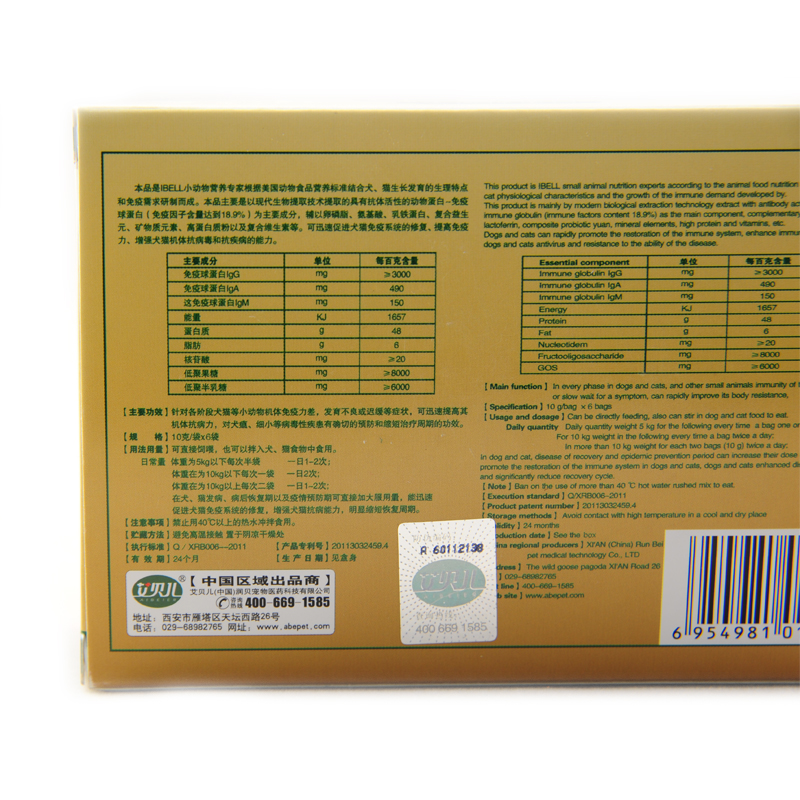 本品是IBELL小动物营养专家根据美国动物食品营养标准结合犬、猫生长发育的生理特点
和免疫需求研制而成。本品主要是以现代生物提取技术提取的具有抗体活性的动物蛋白-免疫
球蛋白（免疫因子含量达到18.9%）为主要成分，辅以卵磷脂、氨基酸、乳铁蛋白、复合益生
元、矿物质元素、高蛋白质粉以及复合维生素等。可迅速促进犬猫免疫系统的修复、提高免疫
力、增强犬猫机体抗病毒和抗疾病的能力。
主要成分 单位 每百克含量
免疫球蛋白IgG mg ≥3000
免疫球蛋白IgA mg 490
这免疫球蛋白IgM mg 150
能量 KJ 1657
蛋白质 g 48
脂肪 g 6
核苷酸 mg ≥20
低聚果糖 mg ≥8000
低聚半乳糖 mg ≥6000
【主要功效】针对各阶段犬猫等小动物机体免疫力差，发育不良或迟缓等症状，可迅速提高其
机体抗病力，对犬瘟、细小等病毒性疾患有确切的预防和缩短治疗周期的功效。
【规 格】10克/袋x6袋
【用法用量】可直接饲喂，也可以拌入犬、猫食物中食用。
日常量 体重为5kg以下每次半袋 一日1-2次；
体重在为10kg以下每次一袋 一日1-2次；
体重在为10kg以上每次二袋 一日1-2次；
在犬、猫发病、病后恢复期以及疫情预防期可直接加大服用量，能迅速
促进犬猫免疫系统的修复，增强犬猫抗病能力，明显缩短恢复周期。
【注意事项】禁止用40℃以上的热水冲拌食用。
【贮藏方法】避免高温接触 置于阴凉干燥处
【执行标准】Q / XRB006—2011 【产品专利号】20113032459.4
【有 效 期】24个月 【生产日期】见盒身
艾贝儿® 【中国区域出品商】
艾贝儿(中国)润贝宠物医药科技有限公司
咨询热线 400-669-1585
地址：西安市雁塔区天坛西路26号
电话：029-68982765 网址：www.abepet.com
R 60112138
400 669 1585
This product is IBELL small animal nutrition experts according to the animal food nutrition
cat physiological characteristics and the growth of the immune demand developed by.
This product is mainly by modern biological extraction technology extract with antibody ac
immune globulin (immune factors content 18.9%) as the main component, complementan
lactoferrin, composite probiotic yuan, mineral elements, high protein and vitamins, etc.
Dogs and cats can rapidly promote the restoration of the immune system, enhance immun
dogs and cats antivirus and resistance to the ability of the disease.
Essential component 单位 每百克含量
Immune globulin IgG mg ≥3000
Immune globulin IgA mg 490
Immune globulin IgM mg 150
Energy KJ 1657
Protein g 48
Fat g 6
Nucleotidem mg ≥20
Fructooligosaccharide mg ≥8000
GOS mg ≥6000
【Main function】 In every phase in dogs and cats, and other small animals immunity of t
or slow wait for a symptom, can rapidly improve its body resistance,
【Specification】10 g/bag × 6 bags
【Usage and dosage】Can be directly feeding, also can stir in dog and cat food to eat.
Daily quantity Daily quantity weight 5 kg for the following every time a bag one or
For 10 kg weight in the following every time a bag twice a day;
In more than 10 kg weight for each two bags (10 g) twice a day;
in dog and cat, disease of recovery and epidemic prevention period can increase their dose
promote the restoration of the immune system in dogs and cats, dogs and cats enhanced dis
and significantly reduce recovery cycle.
【Note】Ban on the use of more than 40 ℃ hot water rushed mix to eat.
【Execution standard】Q/XRB006-2011
【Product patent number】20113032459.4
【Storage methods】 Avoid contact with high temperature in a cool and dry place
lidity】24 months
oduction date】See the box
ina regional producers】XI'AN (China) Run Bei
pet medical technology Co., LTD
ddress】The wild goose pagoda XI'AN Road 26
】029-68982765
ot line】400-669-1585
eb site】www.abepet.com
6 954981 01